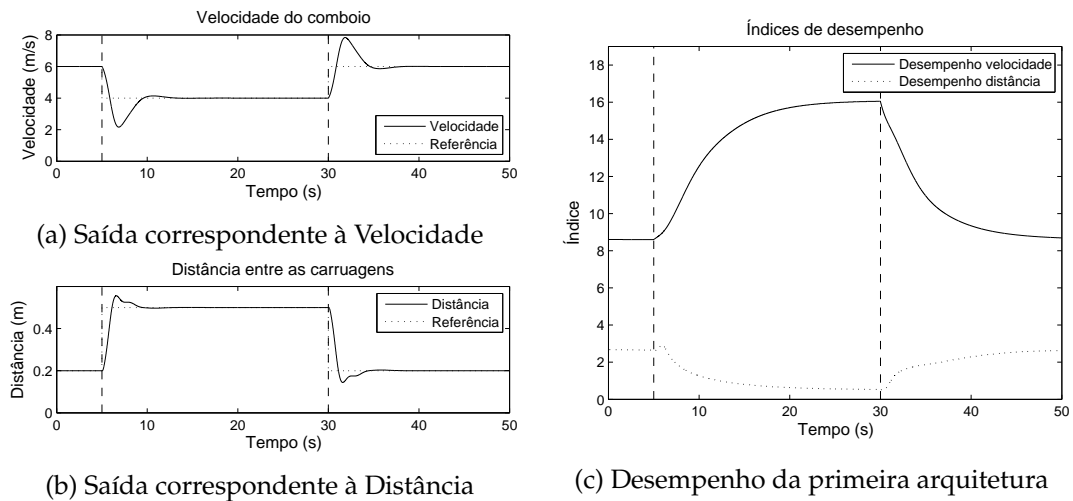 Velocidade do comboio
Velocidade (m/s)
8
6
4
2
0
Velocidade
Referência
0 10 20 30 40 50
Tempo (s)
(a) Saída correspondente à Velocidade
Distância entre as carruagens
Distância (m)
0.4
0.2
0
Distância
Referência
0 10 20 30 40 50
Tempo (s)
(b) Saída correspondente à Distância
Índices de desempenho
Índice
18
16
14
12
10
8
6
4
2
0
Desempenho velocidade
Desempenho distância
0 10 20 30 40 50
Tempo (s)
(c) Desempenho da primeira arquitetura